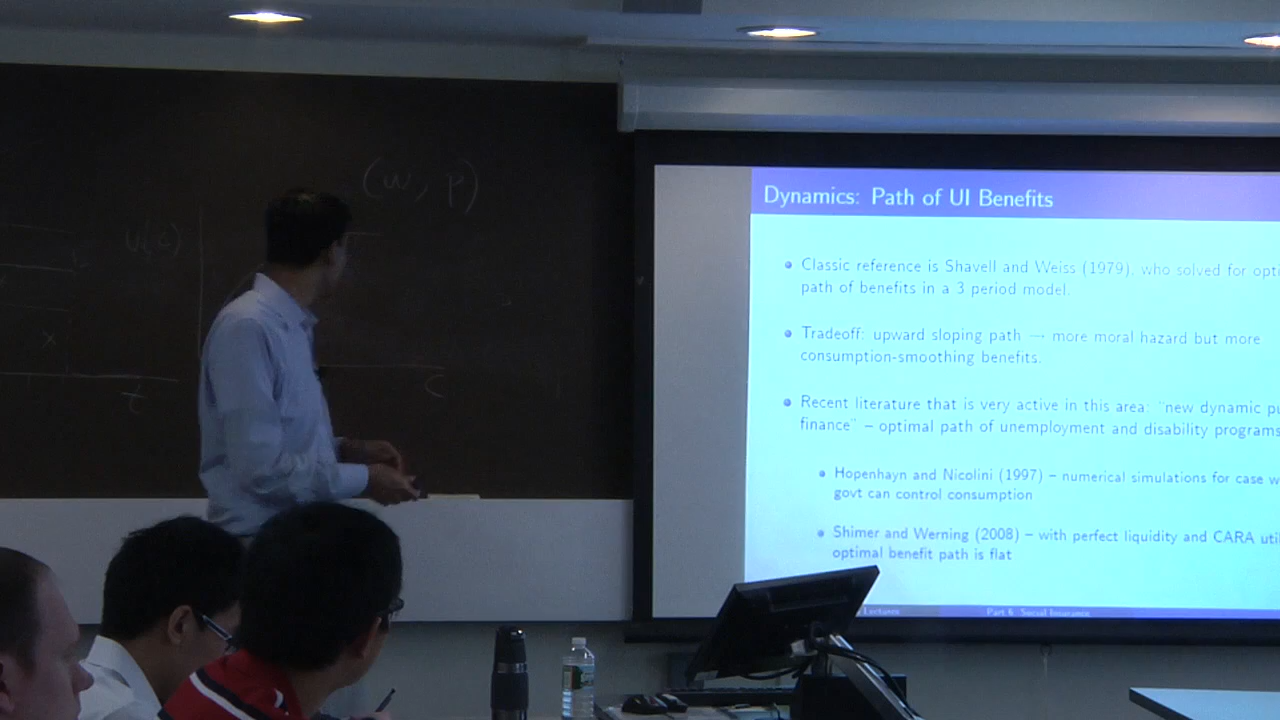 (w, p)
u(c)
x
t
c
Dynamics: Path of UI Benefits
Classic reference is Shavell and Weiss (1979), who solved for opti
path of benefits in a 3 period model.
Tradeoff: upward sloping path → more moral hazard but more
consumption-smoothing benefits.
Recent literature that is very active in this area: "new dynamic pu
finance" – optimal path of unemployment and disability programs
Hopenhayn and Nicolini (1997) – numerical simulations for case w
govt can control consumption
Shimer and Werning (2008) – with perfect liquidity and CARA uti
optimal benefit path is flat
Lectures
Part 6: Social Insurance